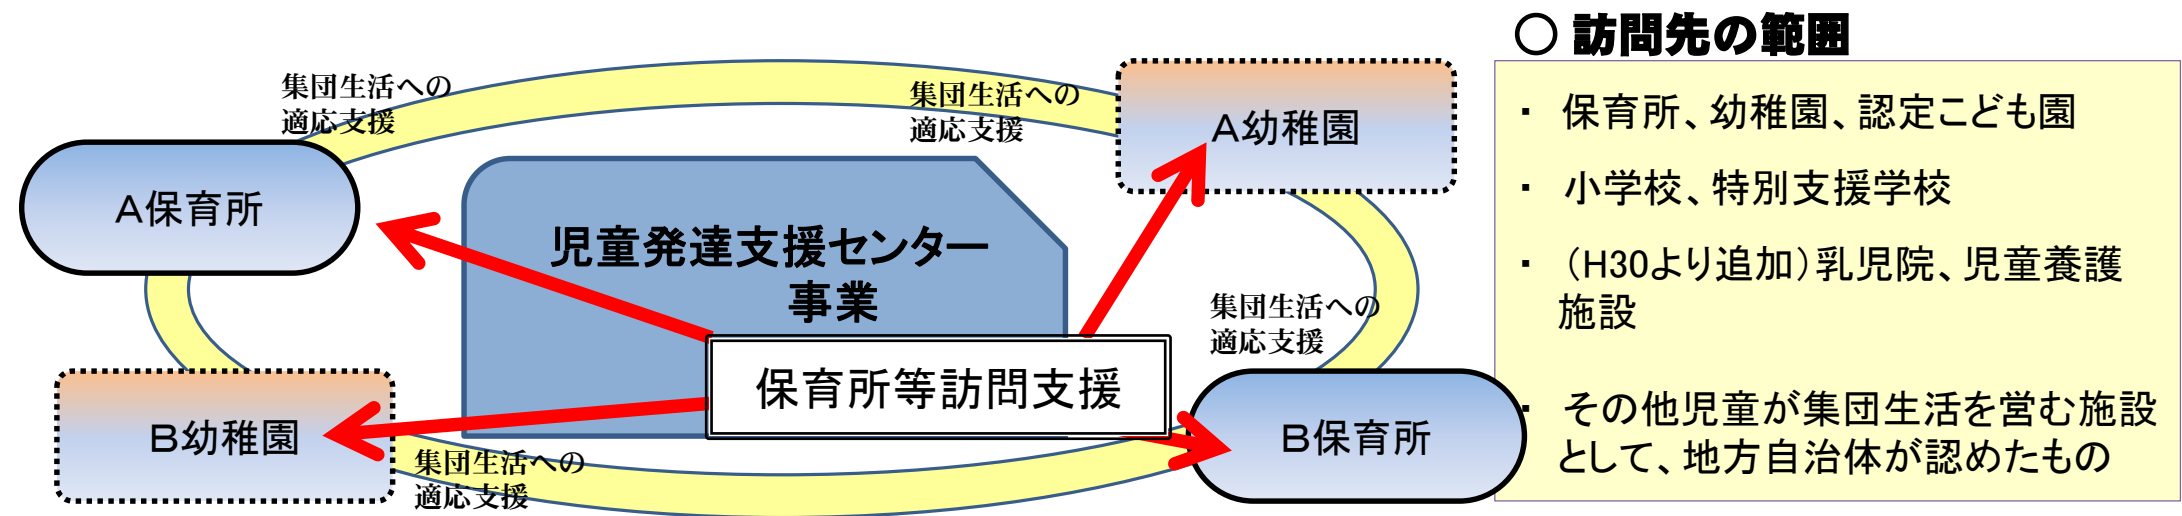 ○ 訪問先の範囲
集団生活への
適応支援
集団生活への
適応支援
A幼稚園
A保育所
児童発達支援センター
事業
集団生活への
適応支援
保育所等訪問支援
B幼稚園
B保育所
集団生活への
適応支援
・ 保育所、幼稚園、認定こども園
・ 小学校、特別支援学校
・ (H30より追加)乳児院、児童養護
施設
・ その他児童が集団生活を営む施設
として、地方自治体が認めたもの